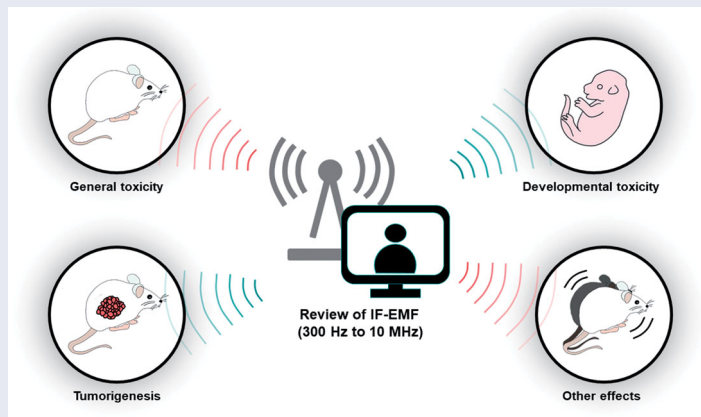 General toxicity
Developmental toxicity
Review of IF-EMF
(300 Hz to 10 MHz)
Tumorigenesis
Other effects